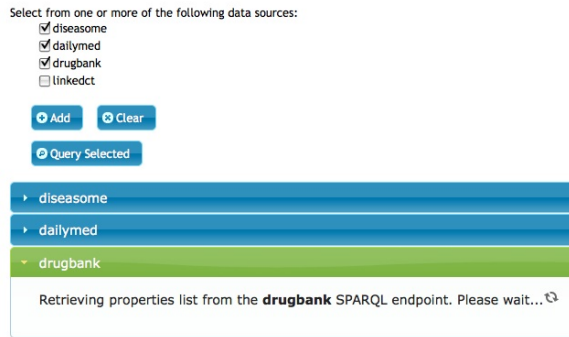 Select from one or more of the following data sources:
diseasome
dailymed
drugbank
linkedct
Add Clear
Query Selected
diseasome
dailymed
drugbank
Retrieving properties list from the drugbank SPARQL endpoint. Please wait...